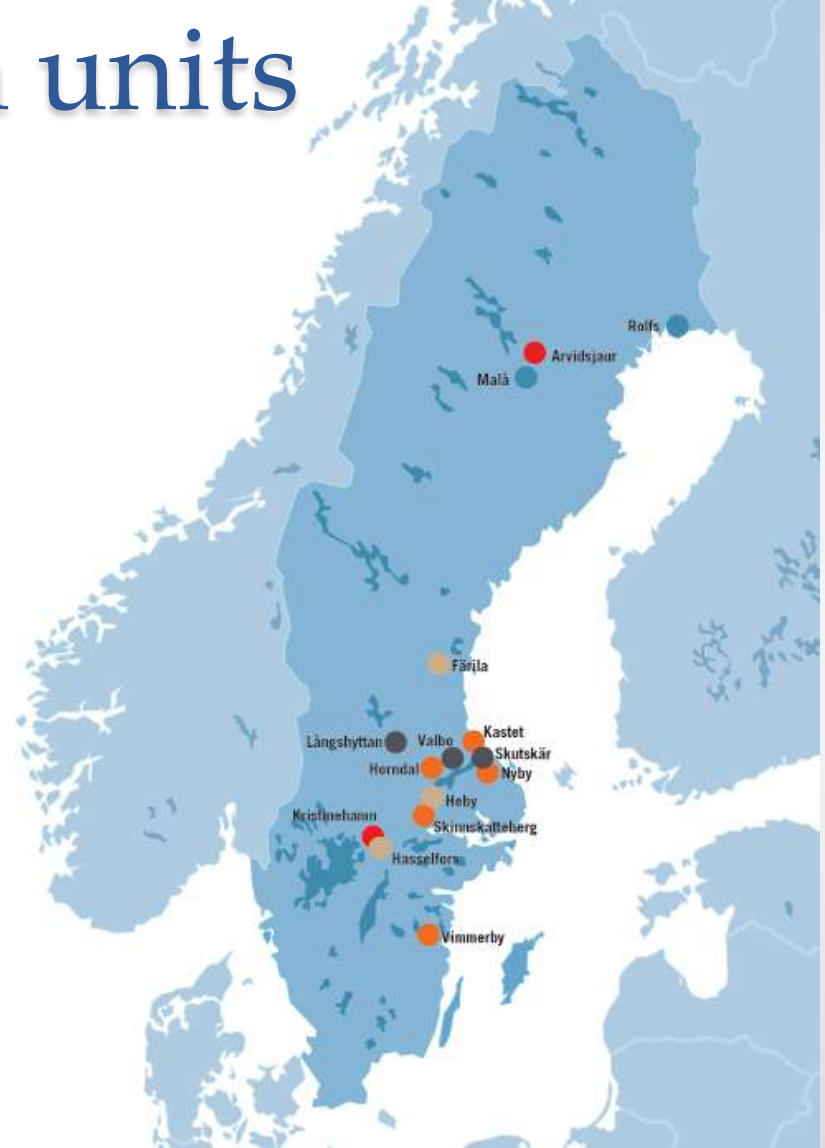 n units
Rolfs
Arvidsjaur
Malå
Färila
Kastet
Långshyttan
Valbo
Skutskär
Horndal
Nyby
Heby
Kristinehamn
Skinnskatteberg
Hasselfors
Vimmerby